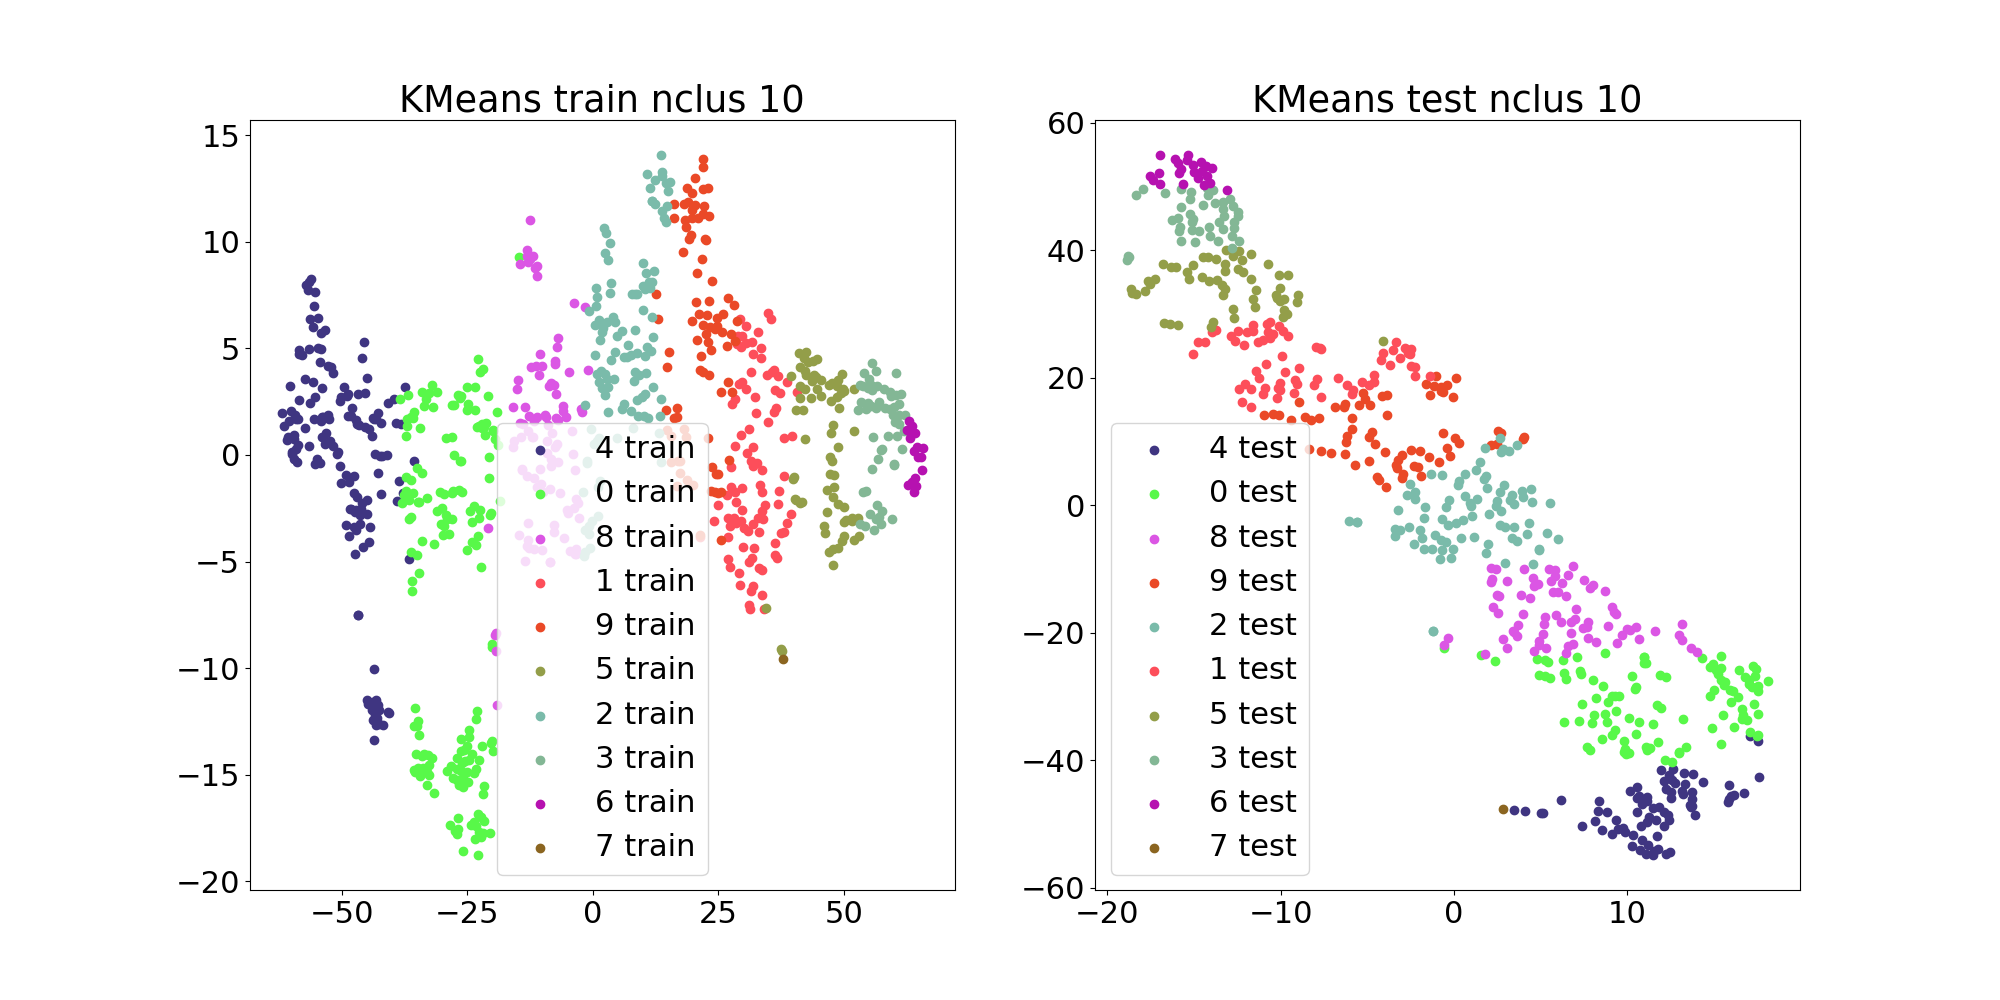 KMeans train nclus 10
15
10
5
0
−5
−10
−15
−20
−50
−25
0
25
50
4 train
0 train
8 train
1 train
9 train
5 train
2 train
3 train
6 train
7 train
KMeans test nclus 10
60
40
20
0
−20
−40
−60
−20
−10
0
10
4 test
0 test
8 test
9 test
2 test
1 test
5 test
3 test
6 test
7 test